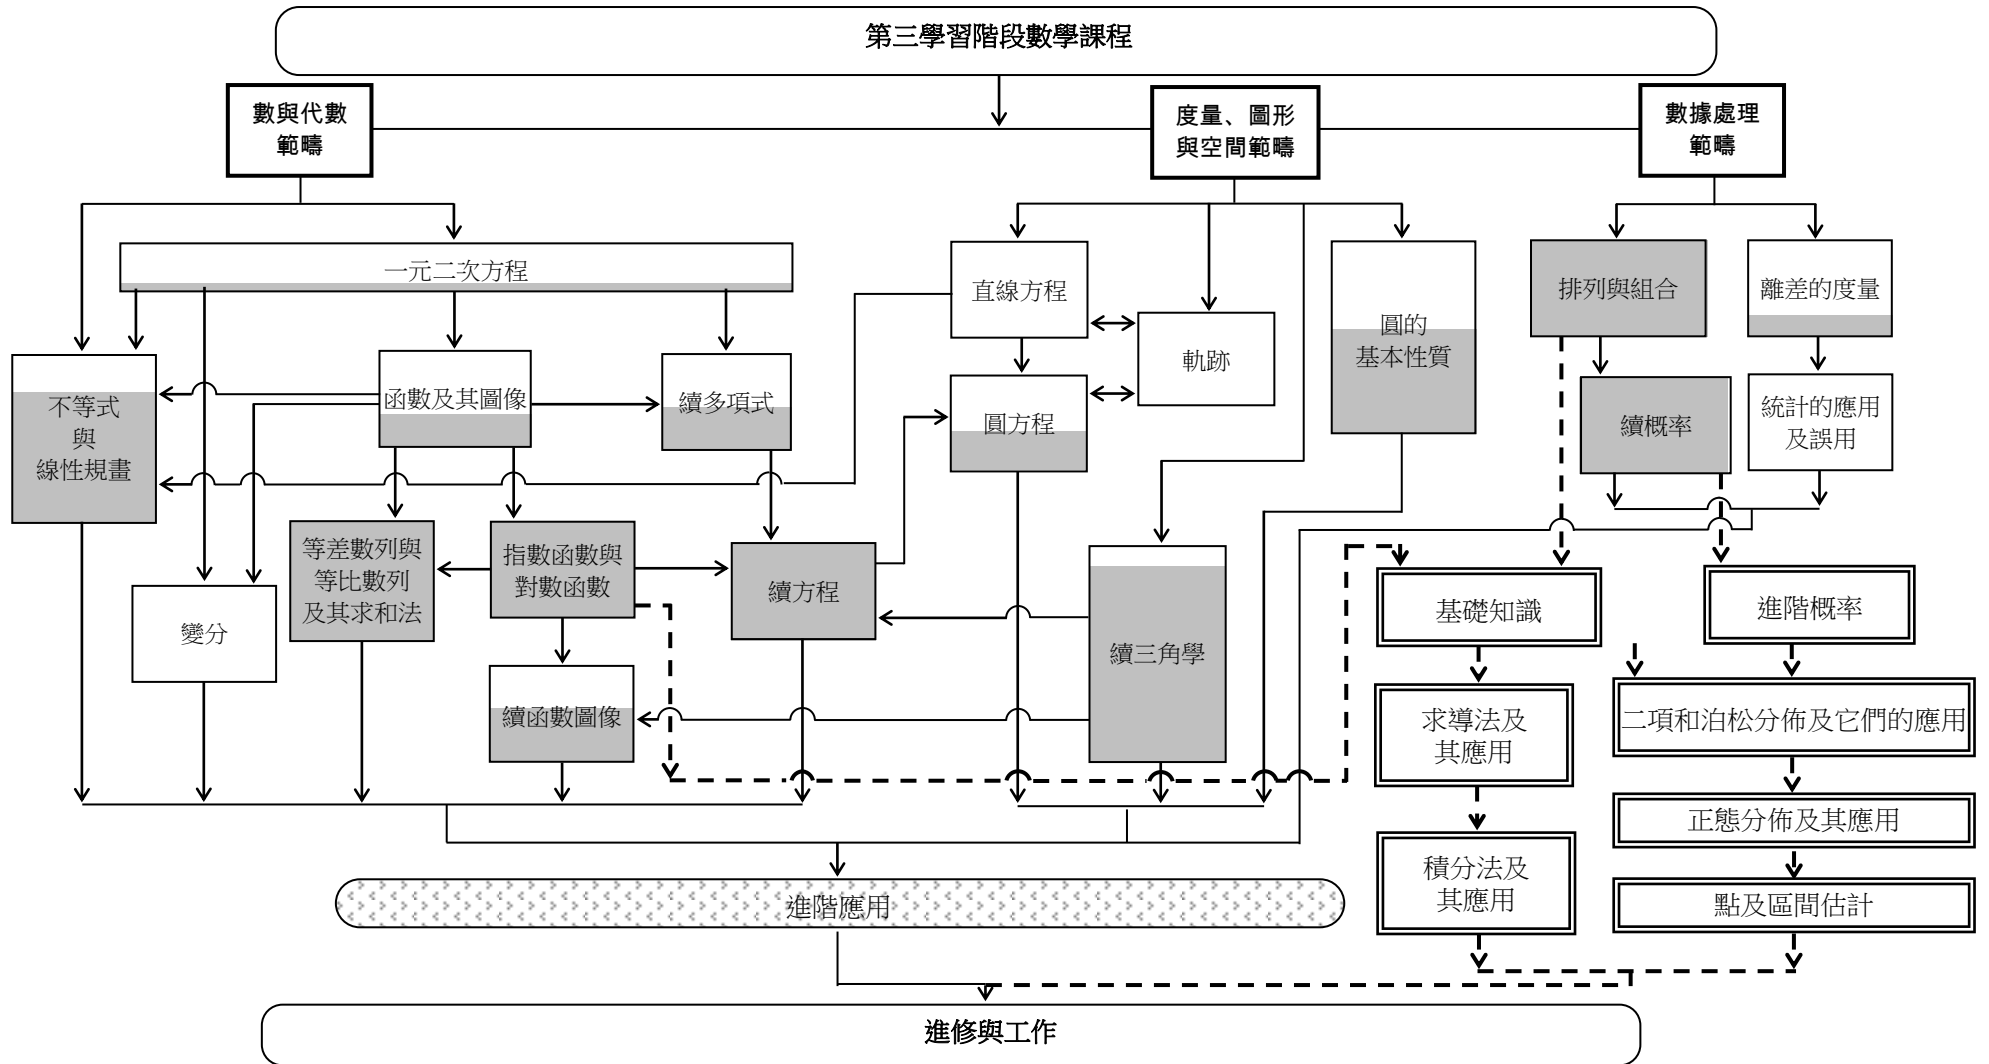 第三學習階段數學課程
數與代數
範疇
度量、圖形
與空間範疇
數據處理
範疇
一元二次方程
直線方程
軌跡
圓的
基本性質
排列與組合
離差的度量
不等式
與
線性規畫
函數及其圖像
續多項式
圓方程
續概率
統計的應用
及誤用
等差數列與
等比數列
及其求和法
指數函數與
對數函數
續方程
變分
續三角學
基礎知識
進階概率
續函數圖像
求導法及
其應用
二項和泊松分佈及它們的應用
正態分佈及其應用
積分法及
其應用
點及區間估計
進階應用
進修與工作